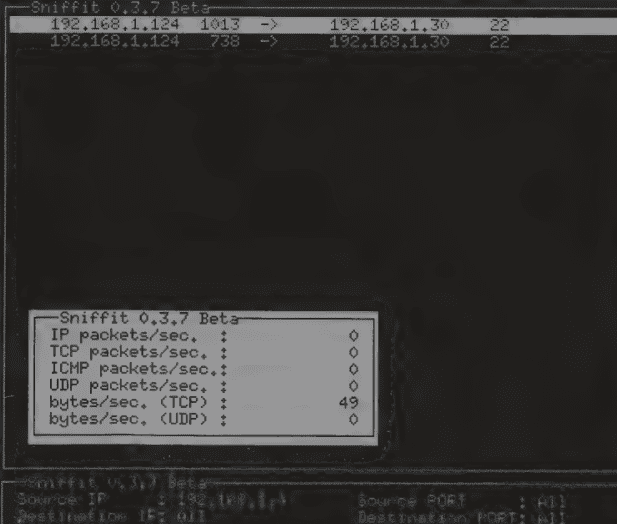 Sniffit 0.3.7 Beta
192.168.1.124 1013 -> 192.168.1.30 22
192.168.1.124 738 -> 192.168.1.30 22
Sniffit 0.3.7 Beta
IP packets/sec. : 0
TCP packets/sec. : 0
ICMP packets/sec.: 0
UDP packets/sec. : 0
bytes/sec. (TCP) : 49
bytes/sec. (UDP) : 0
Sniffit 0.3.7 Beta
Source IP : Source PORT : All
Destination IP: All Destination PORT: All